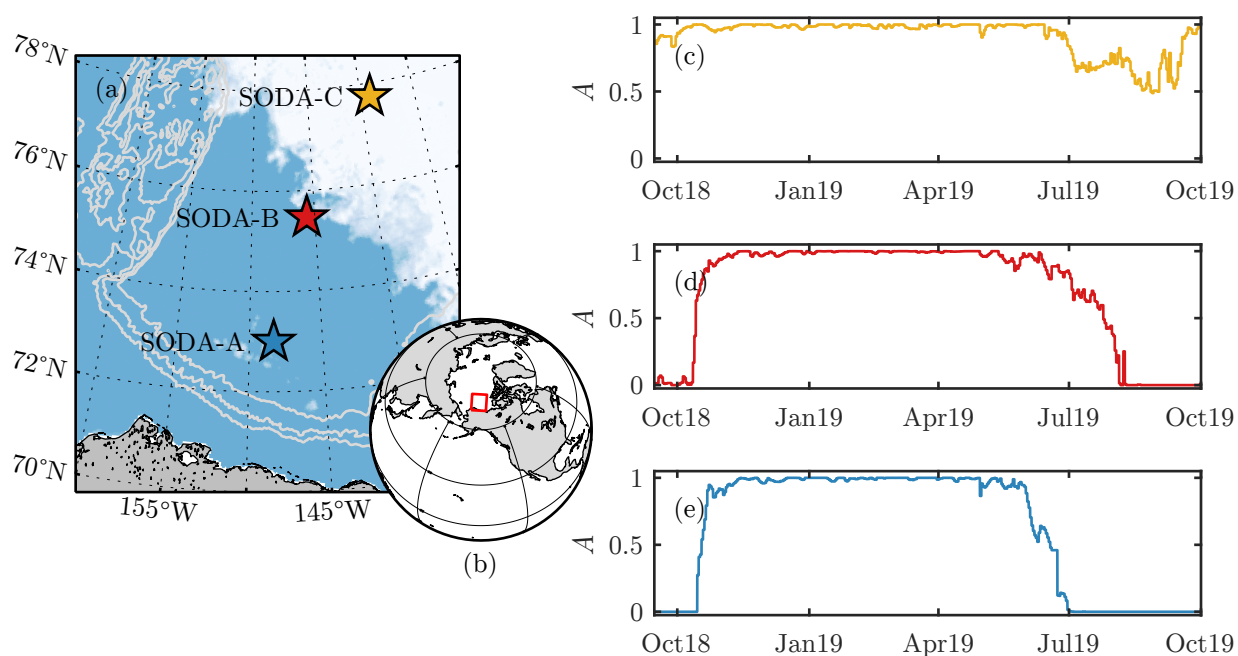 78°N
76°N
74°N
72°N
70°N
155°W
145°W
(a)
SODA-C
SODA-B
SODA-A
(b)
1
0.5
0
A
(c)
Oct18
Jan19
Apr19
Jul19
Oct19
1
0.5
0
A
(d)
Oct18
Jan19
Apr19
Jul19
Oct19
1
0.5
0
A
(e)
Oct18
Jan19
Apr19
Jul19
Oct19